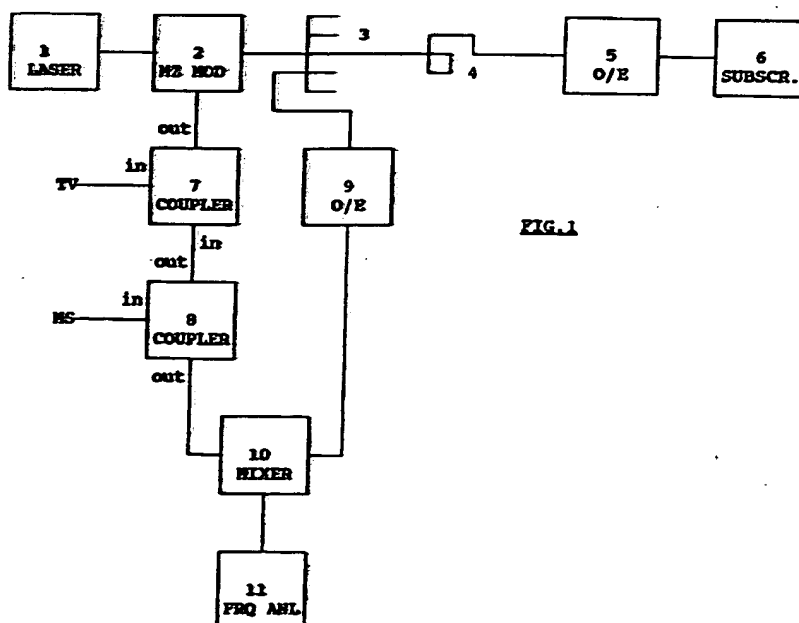 1
LASER
2
MZ MOD
3
4
5
O/E
6
SUBSCR.
out
in
TV
7
COUPLER
9
O/E
FIG.1
in
out
in
MS
8
COUPLER
out
10
MIXER
11
FRQ ANL